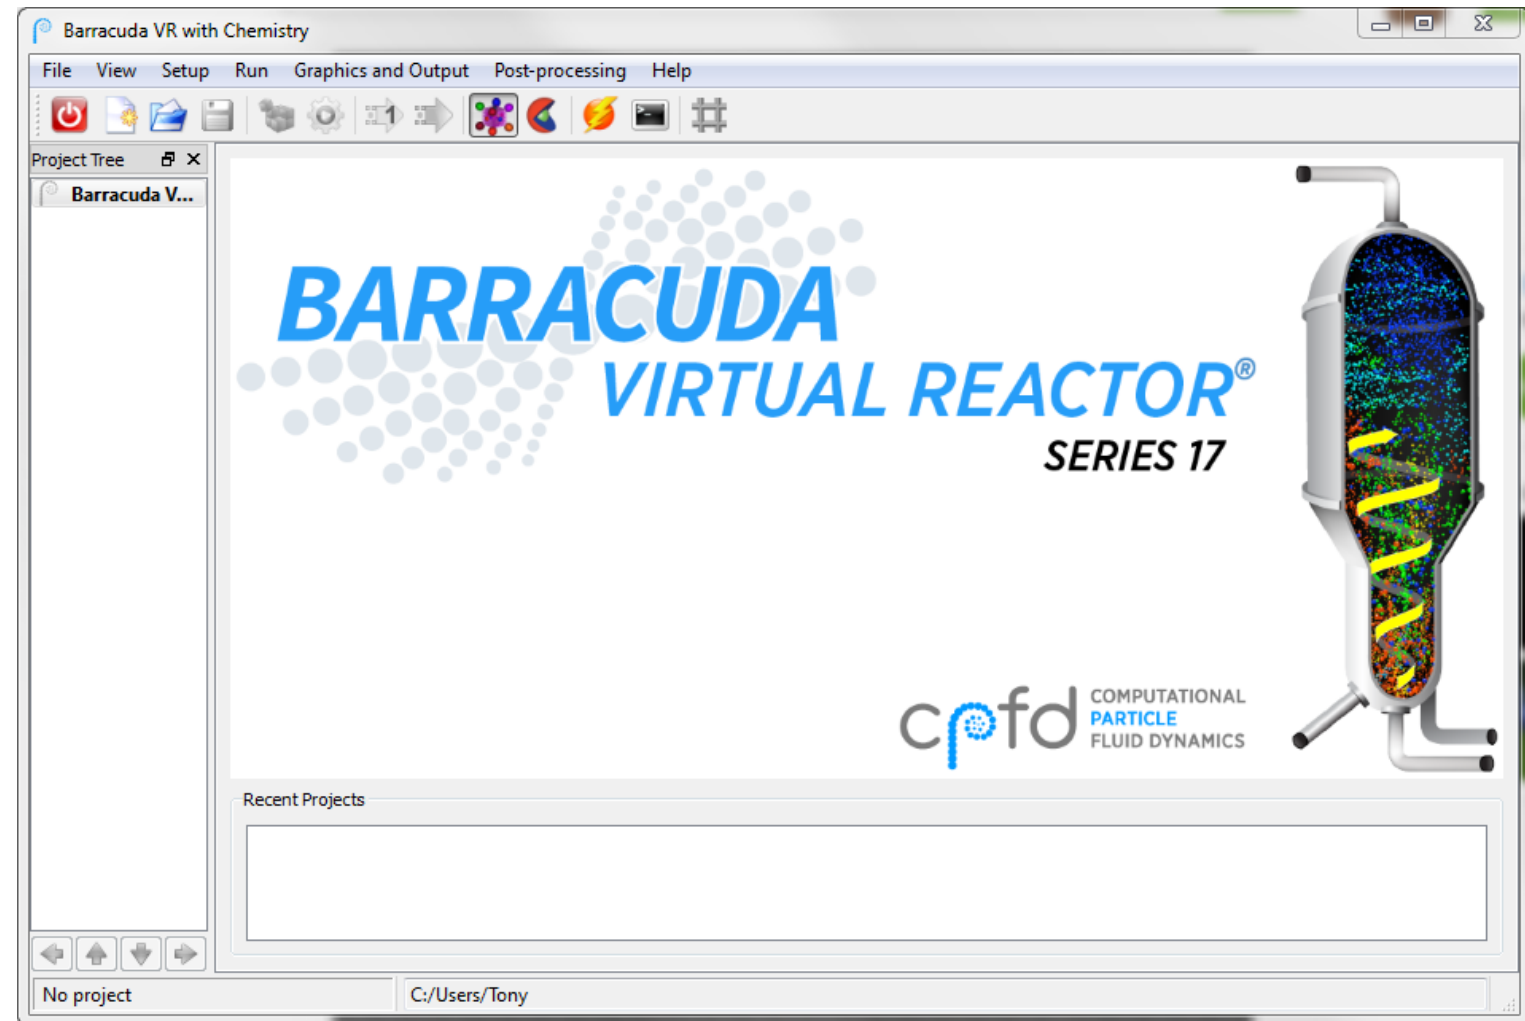 Barracuda VR with Chemistry
File View Setup Run Graphics and Output Post-processing Help
1
Project Tree
Barracuda V...
BARRACUDA
VIRTUAL REACTOR®
SERIES 17
cpfd
COMPUTATIONAL
PARTICLE
FLUID DYNAMICS
Recent Projects
No project
C:/Users/Tony